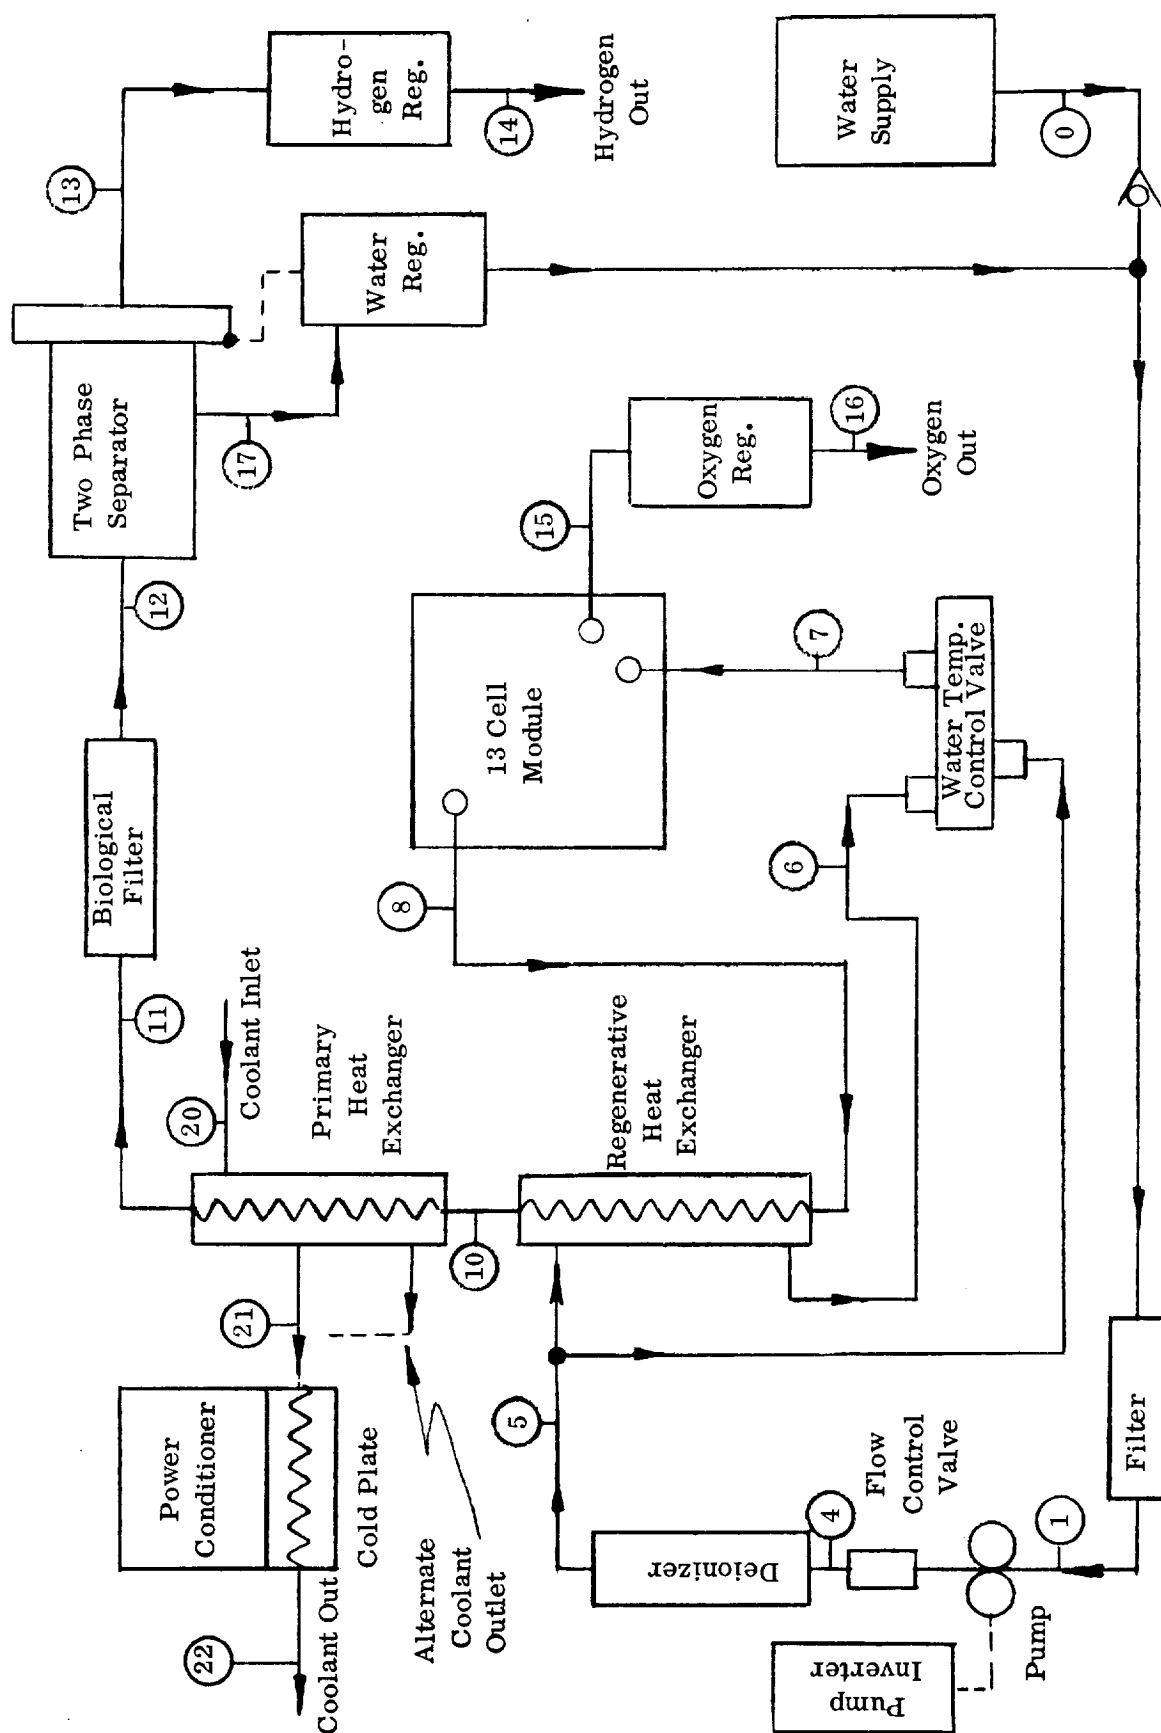 22
Coolant Out
Power
Conditioner
Cold Plate
21
Alternate
Coolant
Outlet
20
Coolant Inlet
Primary
Heat
Exchanger
10
Regenerative
Heat
Exchanger
11
Biological
Filter
12
Two Phase
Separator
13
17
Water
Reg.
Hydro-
gen
Reg.
14
Hydrogen
Out
8
13 Cell
Module
15
Oxygen
Reg.
16
Oxygen
Out
7
6
Water Temp.
Control Valve
Water
Supply
0
5
Deionizer
4
Flow
Control
Valve
Pump
Inverter
Pump
1
Filter